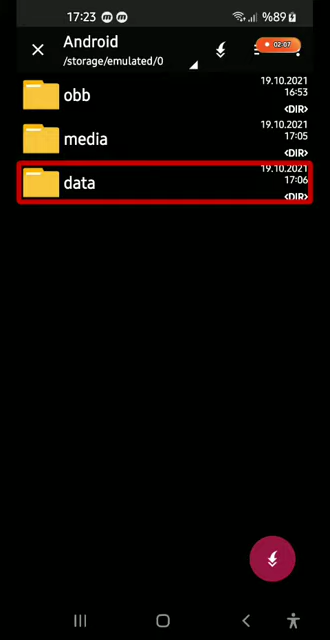 17:23
%89
Android
/storage/emulated/0
02:07
obb
19.10.2021
16:53
<DIR>
media
19.10.2021
17:05
<DIR>
data
19.10.2021
17:06
<DIR>